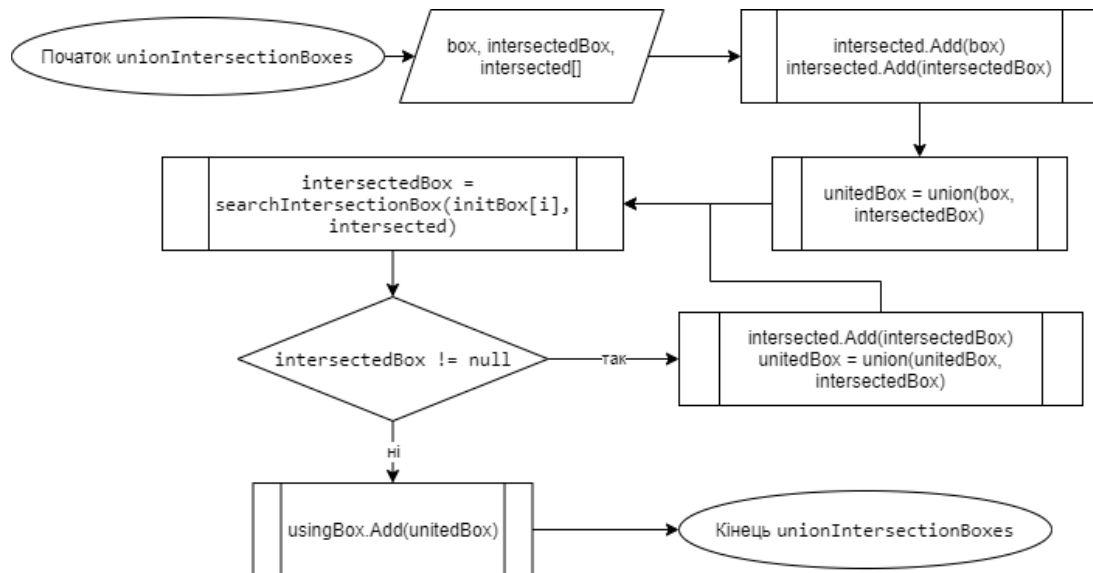 Початок unionIntersectionBoxes
box, intersectedBox,
intersected[]
intersected.Add(box)
intersected.Add(intersectedBox)
unitedBox = union(box,
intersectedBox)
intersectedBox =
searchIntersectionBox(initBox[i],
intersected)
intersectedBox != null
так
intersected.Add(intersectedBox)
unitedBox = union(unitedBox,
intersectedBox)
ні
usingBox.Add(unitedBox)
Кінець unionIntersectionBoxes